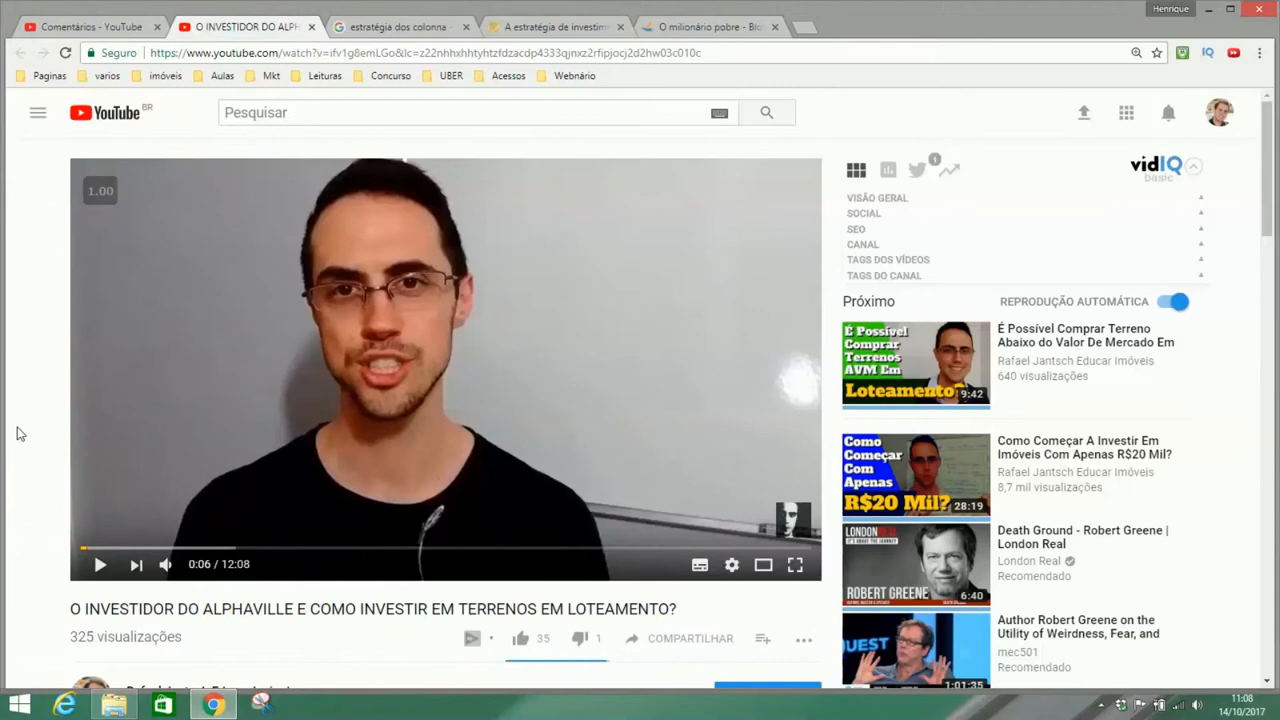 Henrique
Comentários - YouTube
O INVESTIDOR DO ALPH
estratégia dos colonna -
A estratégia de investime
O milionário pobre - Blo
Seguro
https://www.youtube.com/watch?v=ifv1g8emLGo&lc=z22nhxhhtyhtzfdzacdp4333qjnxz2rfipjocj2d2hw03c010c
Paginas
varios
imóveis
Aulas
Mkt
Leituras
Concurso
UBER
Acessos
Webnário
YouTube BR
Pesquisar
1.00
0:06 / 12:08
O INVESTIDOR DO ALPHAVILLE E COMO INVESTIR EM TERRENOS EM LOTEAMENTO?
325 visualizações
35
1
COMPARTILHAR
1
vidIQ
basic
VISÃO GERAL
SOCIAL
SEO
CANAL
TAGS DOS VÍDEOS
TAGS DO CANAL
Próximo
REPRODUÇÃO AUTOMÁTICA
É Possível
Comprar
Terrenos
AVM Em
Loteamento?
9:42
É Possível Comprar Terreno
Abaixo do Valor De Mercado Em
Rafael Jantsch Educar Imóveis
640 visualizações
Como
Começar
Com
Apenas
R$20 Mil?
28:19
Como Começar A Investir Em
Imóveis Com Apenas R$20 Mil?
Rafael Jantsch Educar Imóveis
8,7 mil visualizações
LONDON
REAL
ROBERT GREENE
6:40
Death Ground - Robert Greene |
London Real
London Real
Recomendado
QUEST
1:01:35
Author Robert Greene on the
Utility of Weirdness, Fear, and
mec501
Recomendado
11:08
14/10/2017